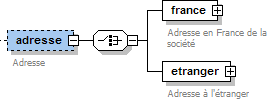 france
adresse
Adresse en France de la
société
Adresse
etranger
Adresse à l'étranger